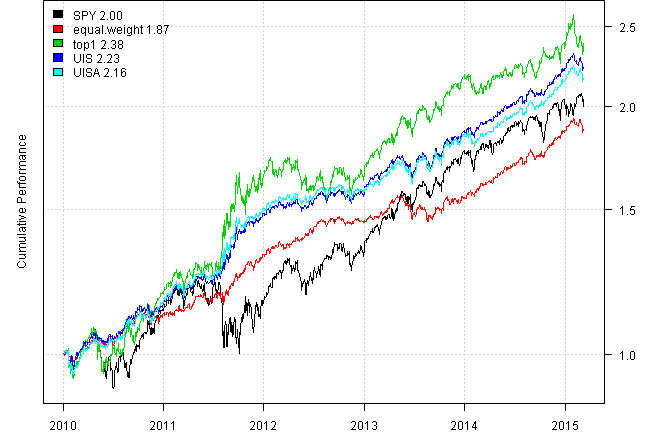 SPY 2.00
equal.weight 1.87
top1 2.38
UIS 2.23
UISA 2.16
Cumulative Performance
2.5
2.0
1.5
1.0
2010 2011 2012 2013 2014 2015